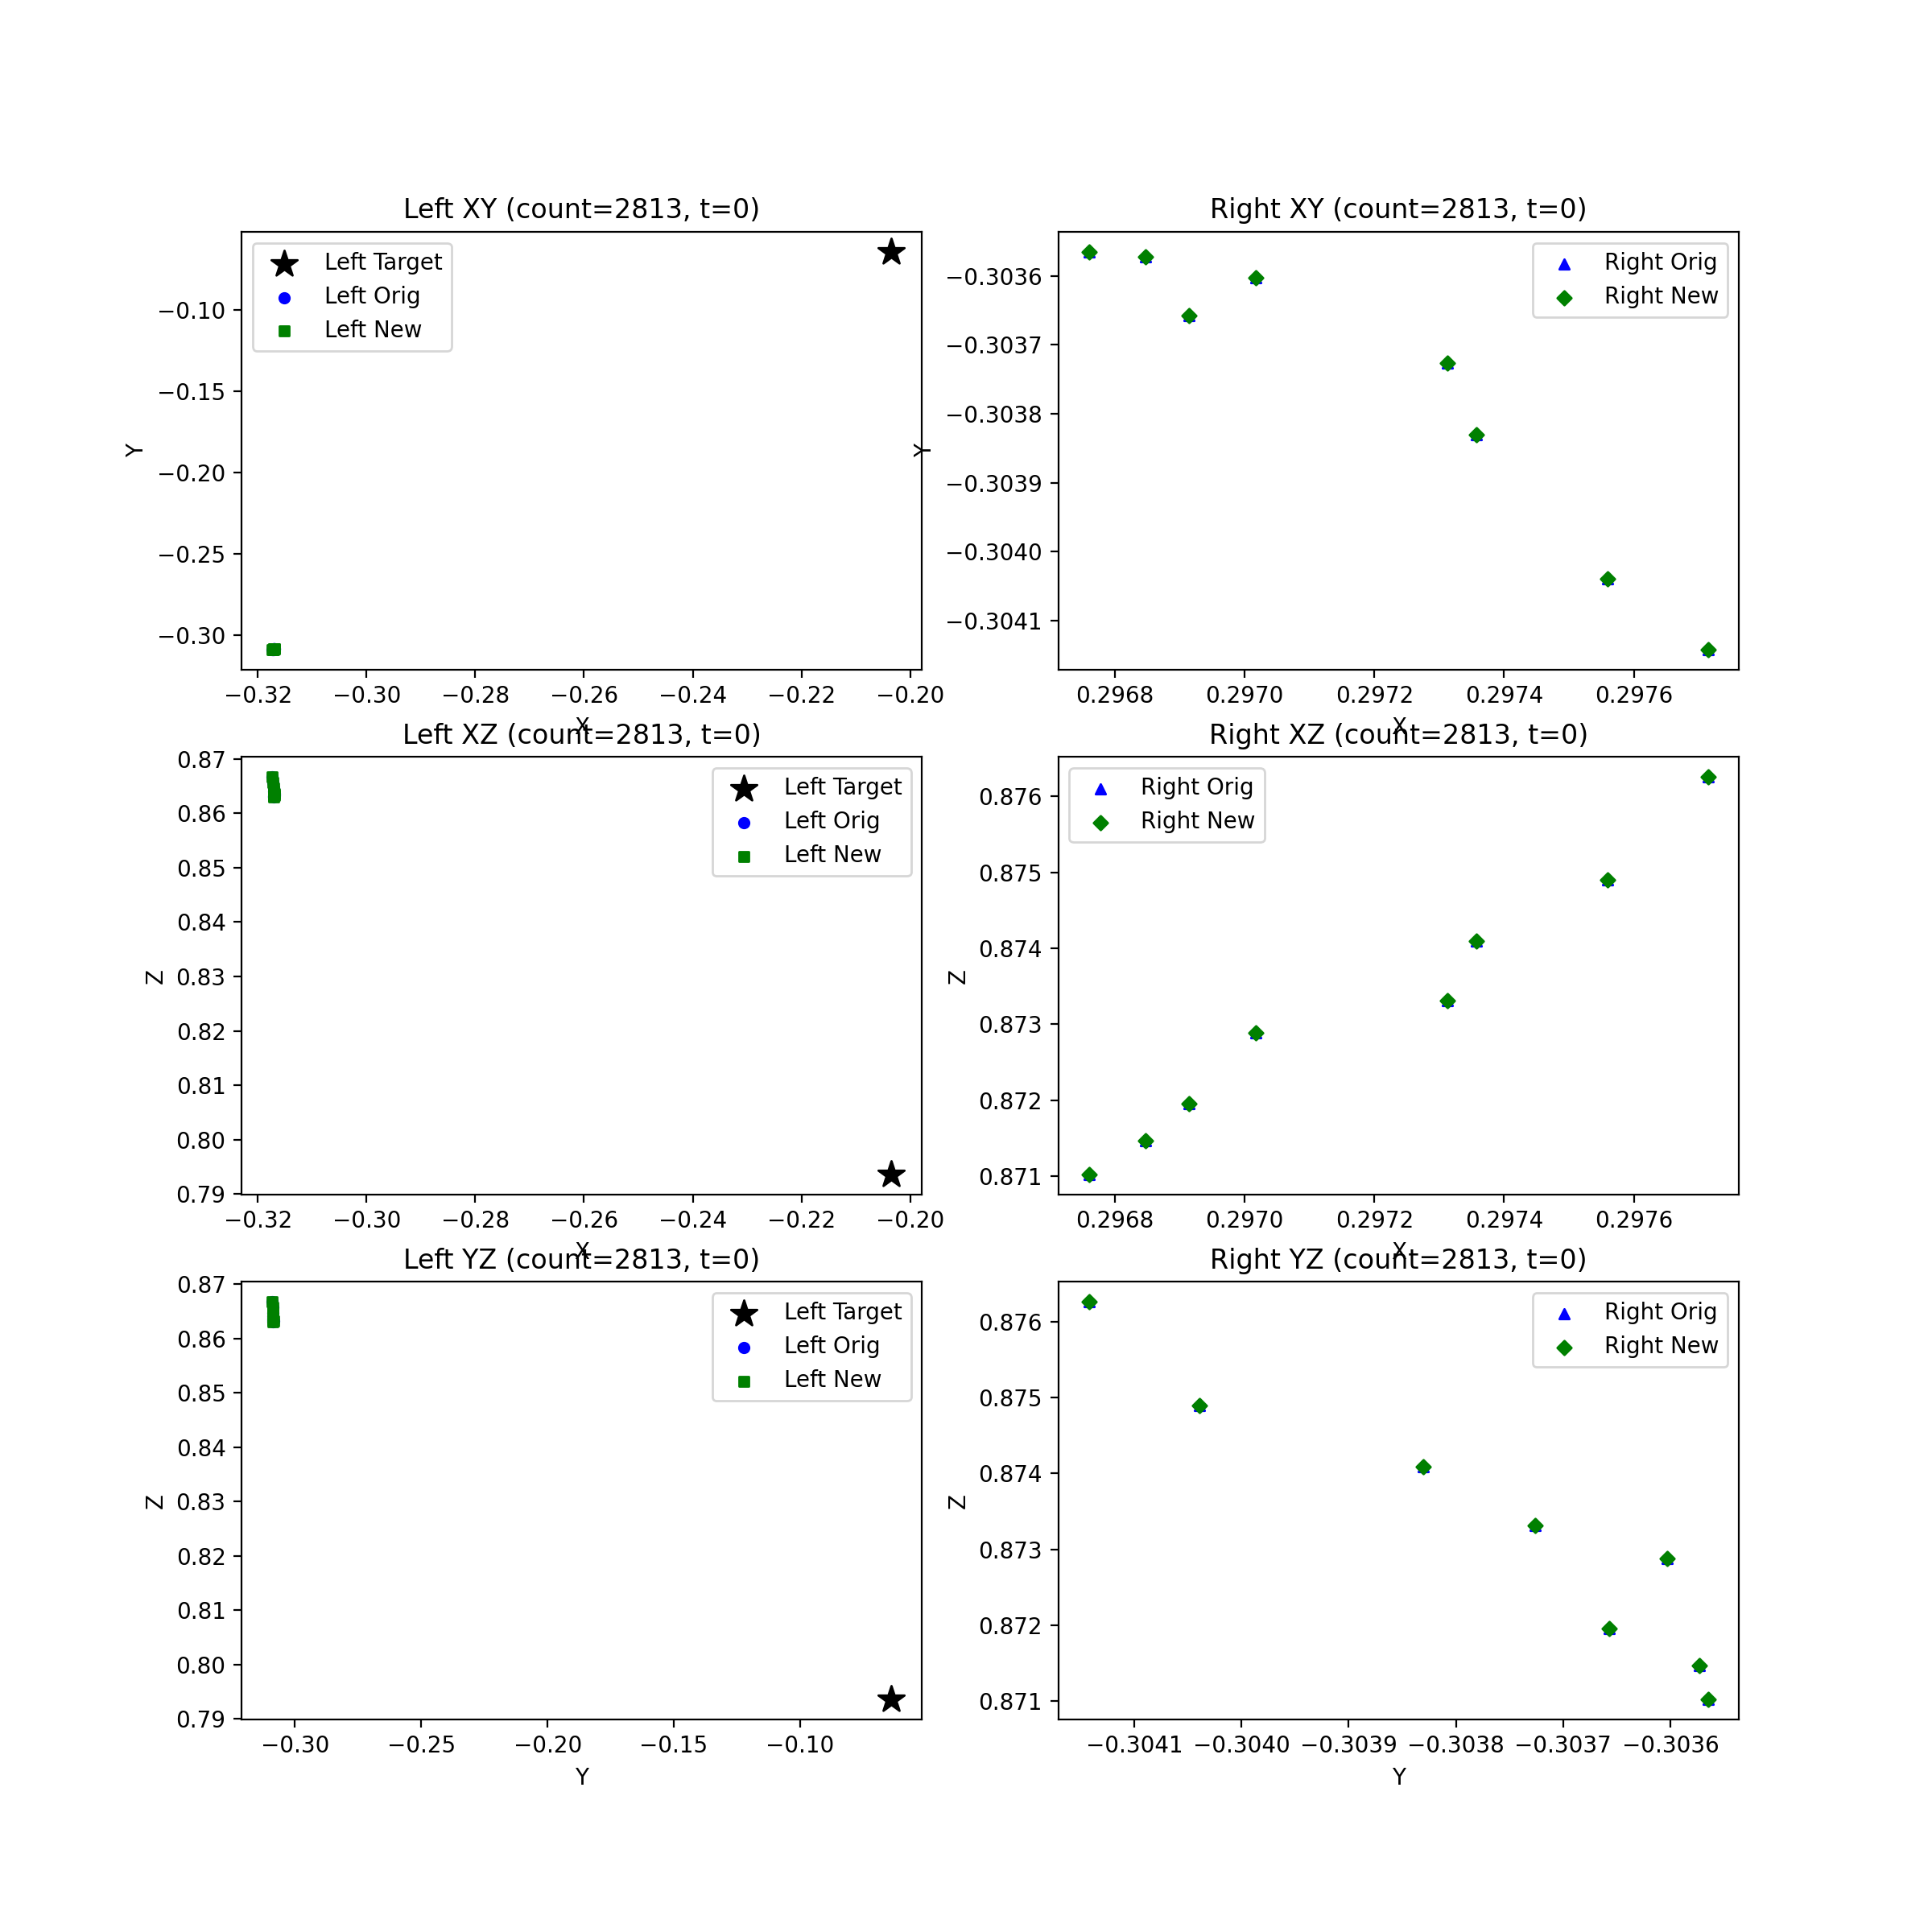 Left XY (count=2813, t=0)
Left Target
Left Orig
Left New
Y
−0.10
−0.15
−0.20
−0.25
−0.30
−0.32 −0.30 −0.28 −0.26 −0.24 −0.22 −0.20
X
Right XY (count=2813, t=0)
Right Orig
Right New
Y
−0.3036
−0.3037
−0.3038
−0.3039
−0.3040
−0.3041
0.2968 0.2970 0.2972 0.2974 0.2976
X
Left XZ (count=2813, t=0)
Left Target
Left Orig
Left New
Z
0.87
0.86
0.85
0.84
0.83
0.82
0.81
0.80
0.79
−0.32 −0.30 −0.28 −0.26 −0.24 −0.22 −0.20
X
Right XZ (count=2813, t=0)
Right Orig
Right New
Z
0.876
0.875
0.874
0.873
0.872
0.871
0.2968 0.2970 0.2972 0.2974 0.2976
X
Left YZ (count=2813, t=0)
Left Target
Left Orig
Left New
Z
0.87
0.86
0.85
0.84
0.83
0.82
0.81
0.80
0.79
−0.30 −0.25 −0.20 −0.15 −0.10
Y
Right YZ (count=2813, t=0)
Right Orig
Right New
Z
0.876
0.875
0.874
0.873
0.872
0.871
−0.3041 −0.3040 −0.3039 −0.3038 −0.3037 −0.3036
Y